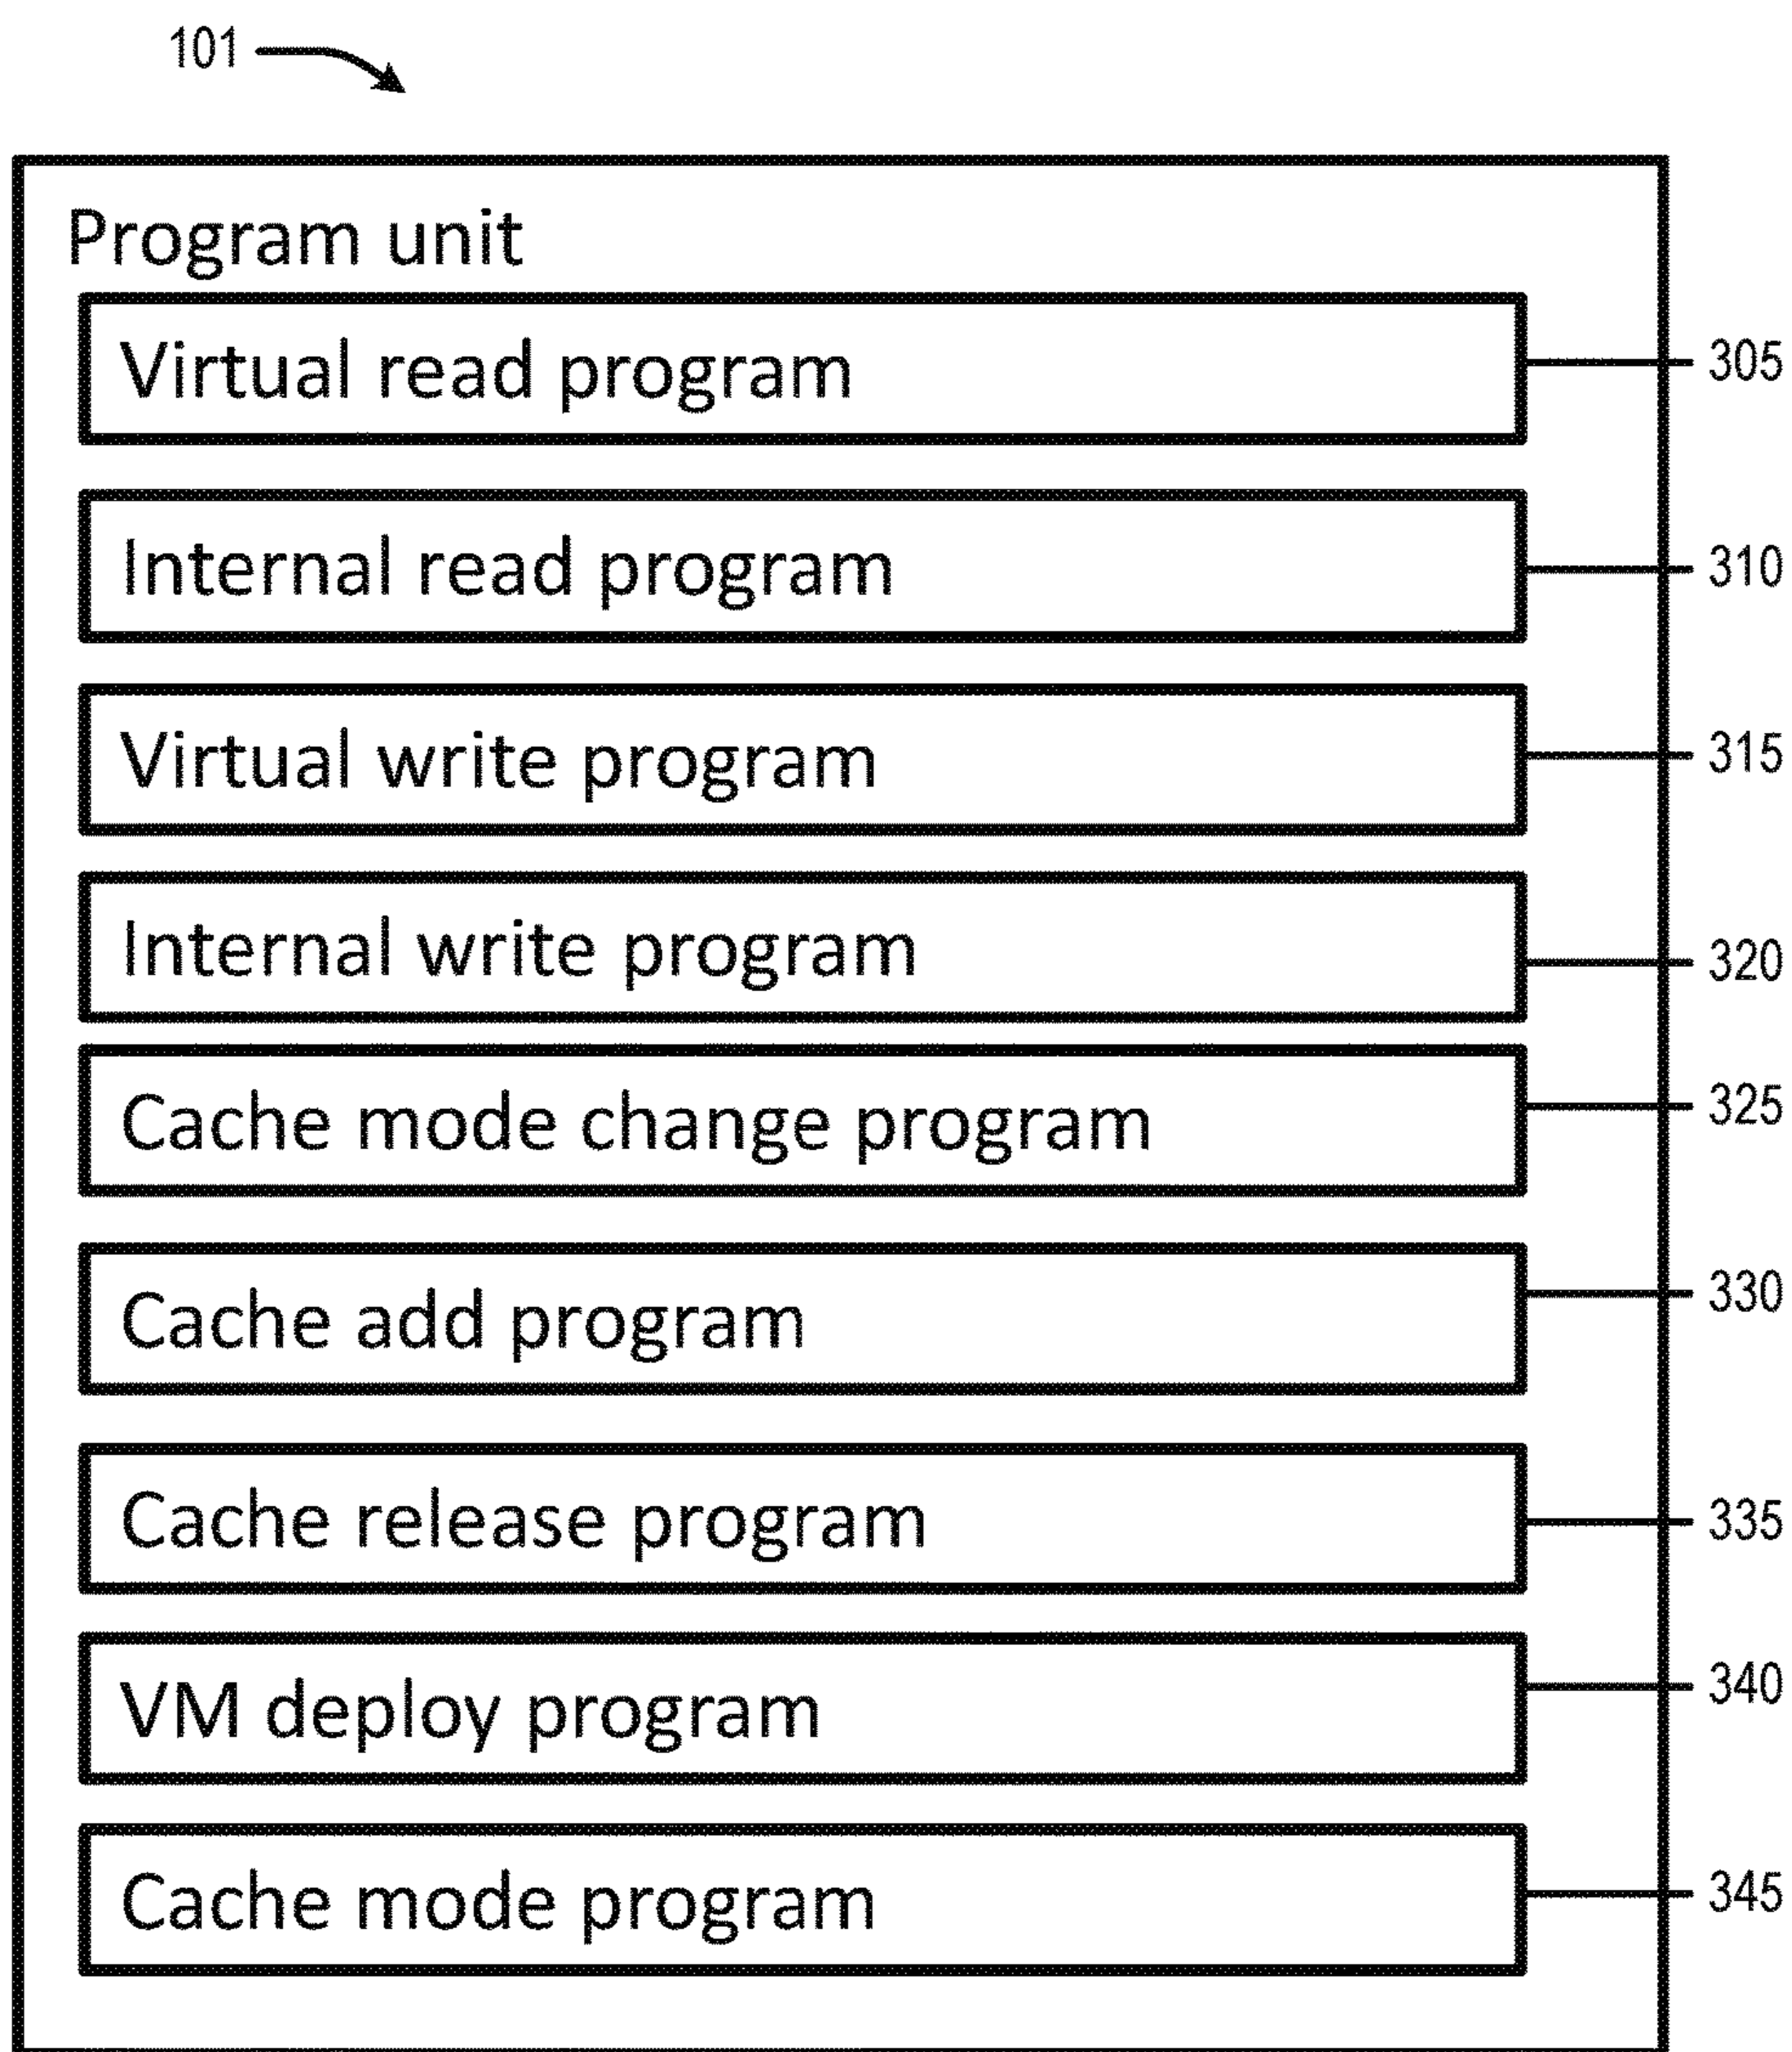 101
Program unit
Virtual read program
305
Internal read program
310
Virtual write program
315
Internal write program
320
Cache mode change program
325
Cache add program
330
Cache release program
335
VM deploy program
340
Cache mode program
345